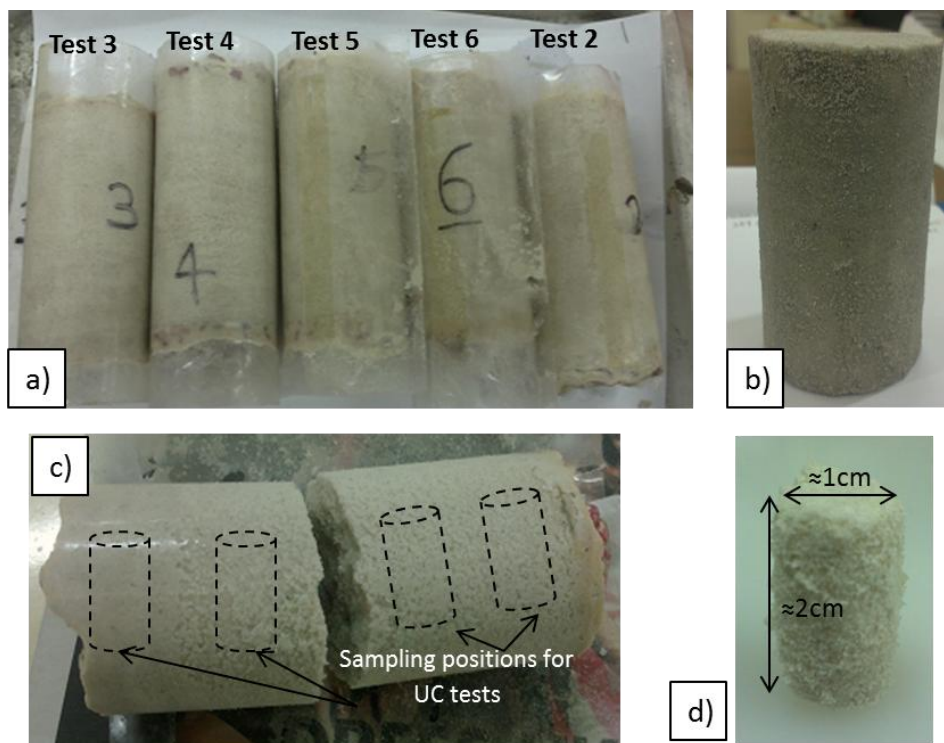 Test 3
Test 4
Test 5
Test 6
Test 2
3
4
5
6
2
a)
b)
c)
Sampling positions for
UC tests
≈1cm
≈2cm
d)